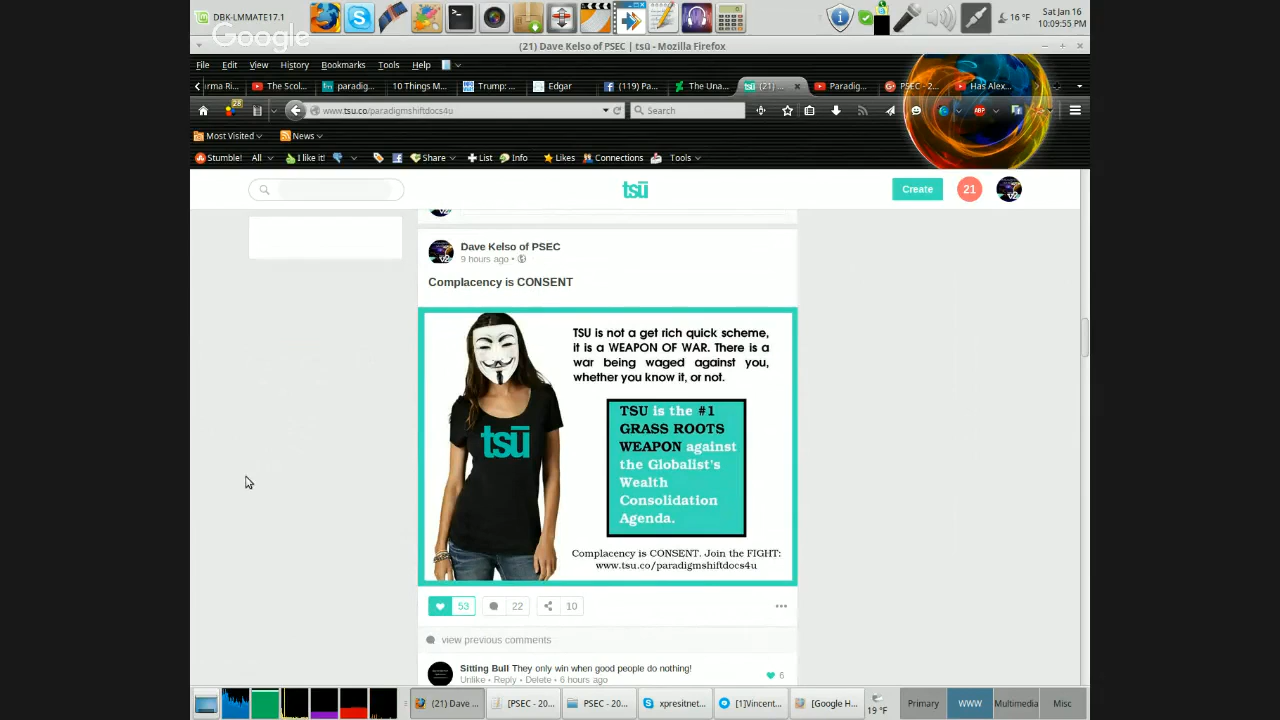 DBK-LMMATE17.1
Google
16 °F
Sat Jan 16
10:09:55 PM
(21) Dave Kelso of PSEC | tsū - Mozilla Firefox
File Edit View History Bookmarks Tools Help
irma Ri...
The Scol...
paradig...
10 Things M...
Trump: ...
Edgar
(119) Pa...
The Una...
(21) ...
Paradig...
PSEC - 2...
Has Alex...
28
www.tsu.co/paradigmshiftdocs4u
Search
ABP
Most Visited
News
Stumble! All I like it! Share List Info Likes Connections Tools
tsū
Create
21
Dave Kelso of PSEC
9 hours ago •
Complacency is CONSENT
TSU is not a get rich quick scheme,
it is a WEAPON OF WAR. There is a
war being waged against you,
whether you know it, or not.
tsū
TSU is the #1
GRASS ROOTS
WEAPON against
the Globalist's
Wealth
Consolidation
Agenda.
Complacency is CONSENT. Join the FIGHT:
www.tsu.co/paradigmshiftdocs4u
53
22
10
view previous comments
Sitting Bull They only win when good people do nothing!
Unlike • Reply • Delete • 6 hours ago
6
(21) Dave ...
[PSEC - 20...
PSEC - 20...
xpresitnet...
[1]Vincent...
[Google H...
19 °F
Primary
WWW
Multimedia
Misc